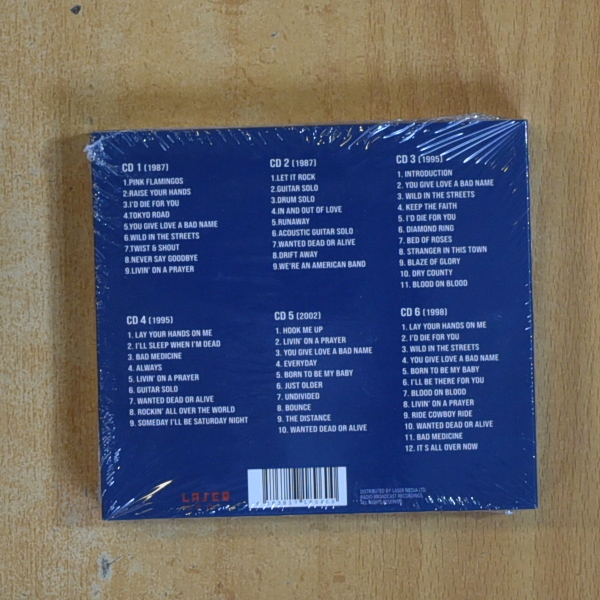 CD 1 (1987)
1.PINK FLAMINGOS
2.RAISE YOUR HANDS
3.I'D DIE FOR YOU
4.TOKYO ROAD
5.YOU GIVE LOVE A BAD NAME
6.WILD IN THE STREETS
7.TWIST & SHOUT
8.NEVER SAY GOODBYE
9.LIVIN' ON A PRAYER
CD 2 (1987)
1.LET IT ROCK
2.GUITAR SOLO
3.DRUM SOLO
4.IN AND OUT OF LOVE
5.RUNAWAY
6.ACOUSTIC GUITAR SOLO
7.WANTED DEAD OR ALIVE
8.DRIFT AWAY
9.WE'RE AN AMERICAN BAND
CD 3 (1995)
1. INTRODUCTION
2. YOU GIVE LOVE A BAD NAME
3. WILD IN THE STREETS
4. KEEP THE FAITH
5. I'D DIE FOR YOU
6. DIAMOND RING
7. BED OF ROSES
8. STRANGER IN THIS TOWN
9. BLAZE OF GLORY
10. DRY COUNTY
11. BLOOD ON BLOOD
CD 4 (1995)
1. LAY YOUR HANDS ON ME
2. I'LL SLEEP WHEN I'M DEAD
3. BAD MEDICINE
4. ALWAYS
5. LIVIN' ON A PRAYER
6. GUITAR SOLO
7. WANTED DEAD OR ALIVE
8. ROCKIN' ALL OVER THE WORLD
9. SOMEDAY I'LL BE SATURDAY NIGHT
CD 5 (2002)
1. HOOK ME UP
2. LIVIN' ON A PRAYER
3. YOU GIVE LOVE A BAD NAME
4. EVERYDAY
5. BORN TO BE MY BABY
6. JUST OLDER
7. UNDIVIDED
8. BOUNCE
9. THE DISTANCE
10. WANTED DEAD OR ALIVE
CD 6 (1998)
1. LAY YOUR HANDS ON ME
2. I'D DIE FOR YOU
3. WILD IN THE STREETS
4. YOU GIVE LOVE A BAD NAME
5. BORN TO BE MY BABY
6. I'LL BE THERE FOR YOU
7. BLOOD ON BLOOD
8. LIVIN' ON A PRAYER
9. RIDE COWBOY RIDE
10. WANTED DEAD OR ALIVE
11. BAD MEDICINE
12. IT S ALL OVER NOW
LASER
DISTRIBUTED BY LASER MEDIA LTD.
RADIO BROADCAST RECORDINGS
ALL RIGHTS RESERVED